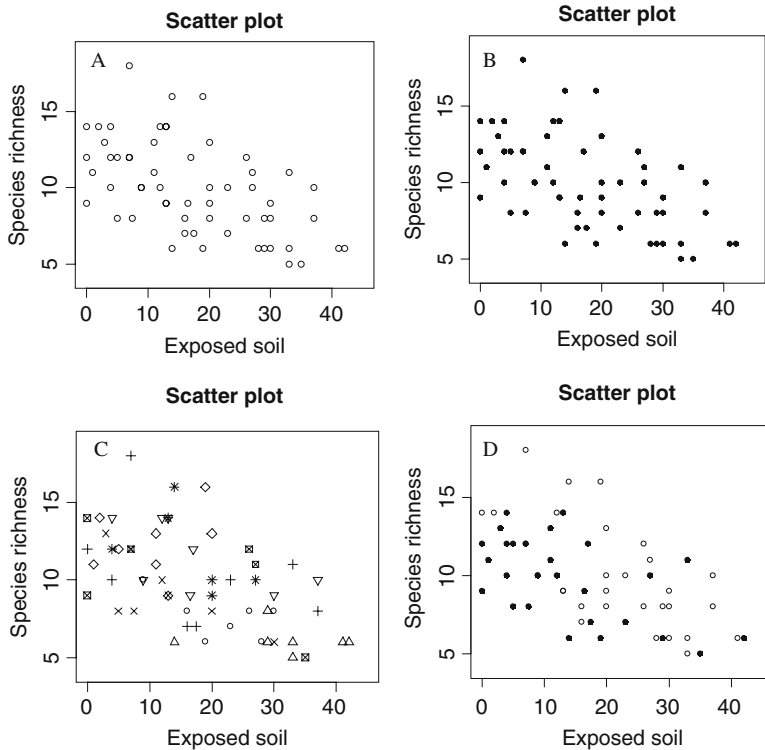 Scatter plot
A
Species richness
15
10
5
0 10 20 30 40
Exposed soil
Scatter plot
B
Species richness
15
10
5
0 10 20 30 40
Exposed soil
Scatter plot
C
Species richness
15
10
5
0 10 20 30 40
Exposed soil
Scatter plot
D
Species richness
15
10
5
0 10 20 30 40
Exposed soil